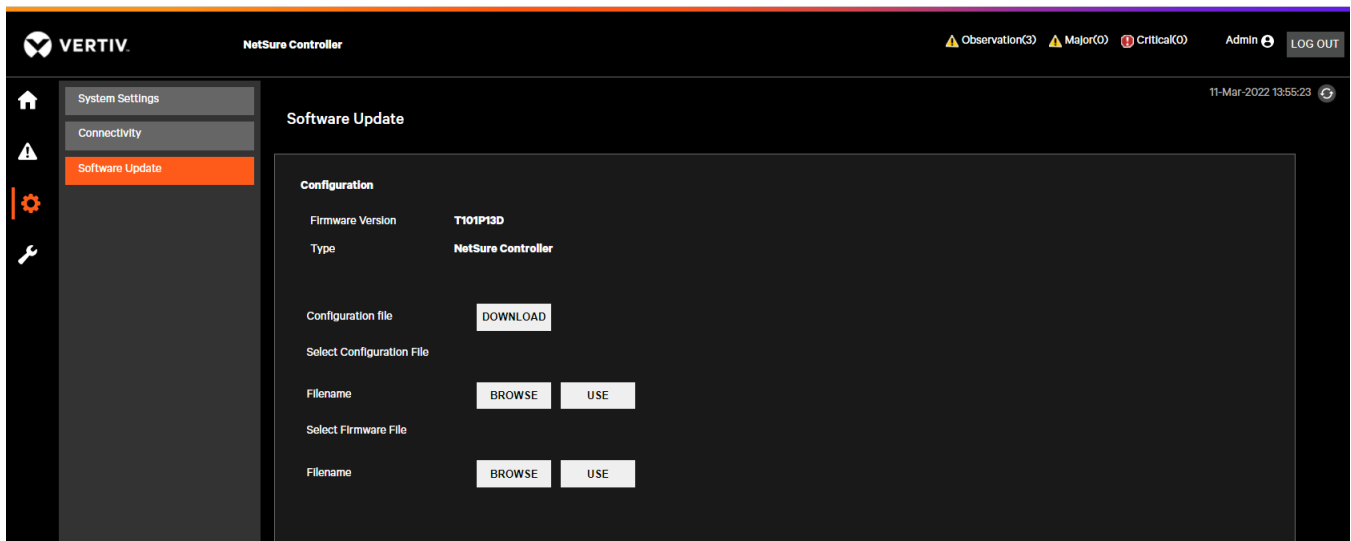 VERTIV.
NetSure Controller
Observation(3) Major(0) Critical(0) Admin LOG OUT
11-Mar-2022 13:55:23
System Settings
Connectivity
Software Update
Software Update
Configuration
Firmware Version T101P13D
Type NetSure Controller
Configuration file DOWNLOAD
Select Configuration File
Filename BROWSE USE
Select Firmware File
Filename BROWSE USE